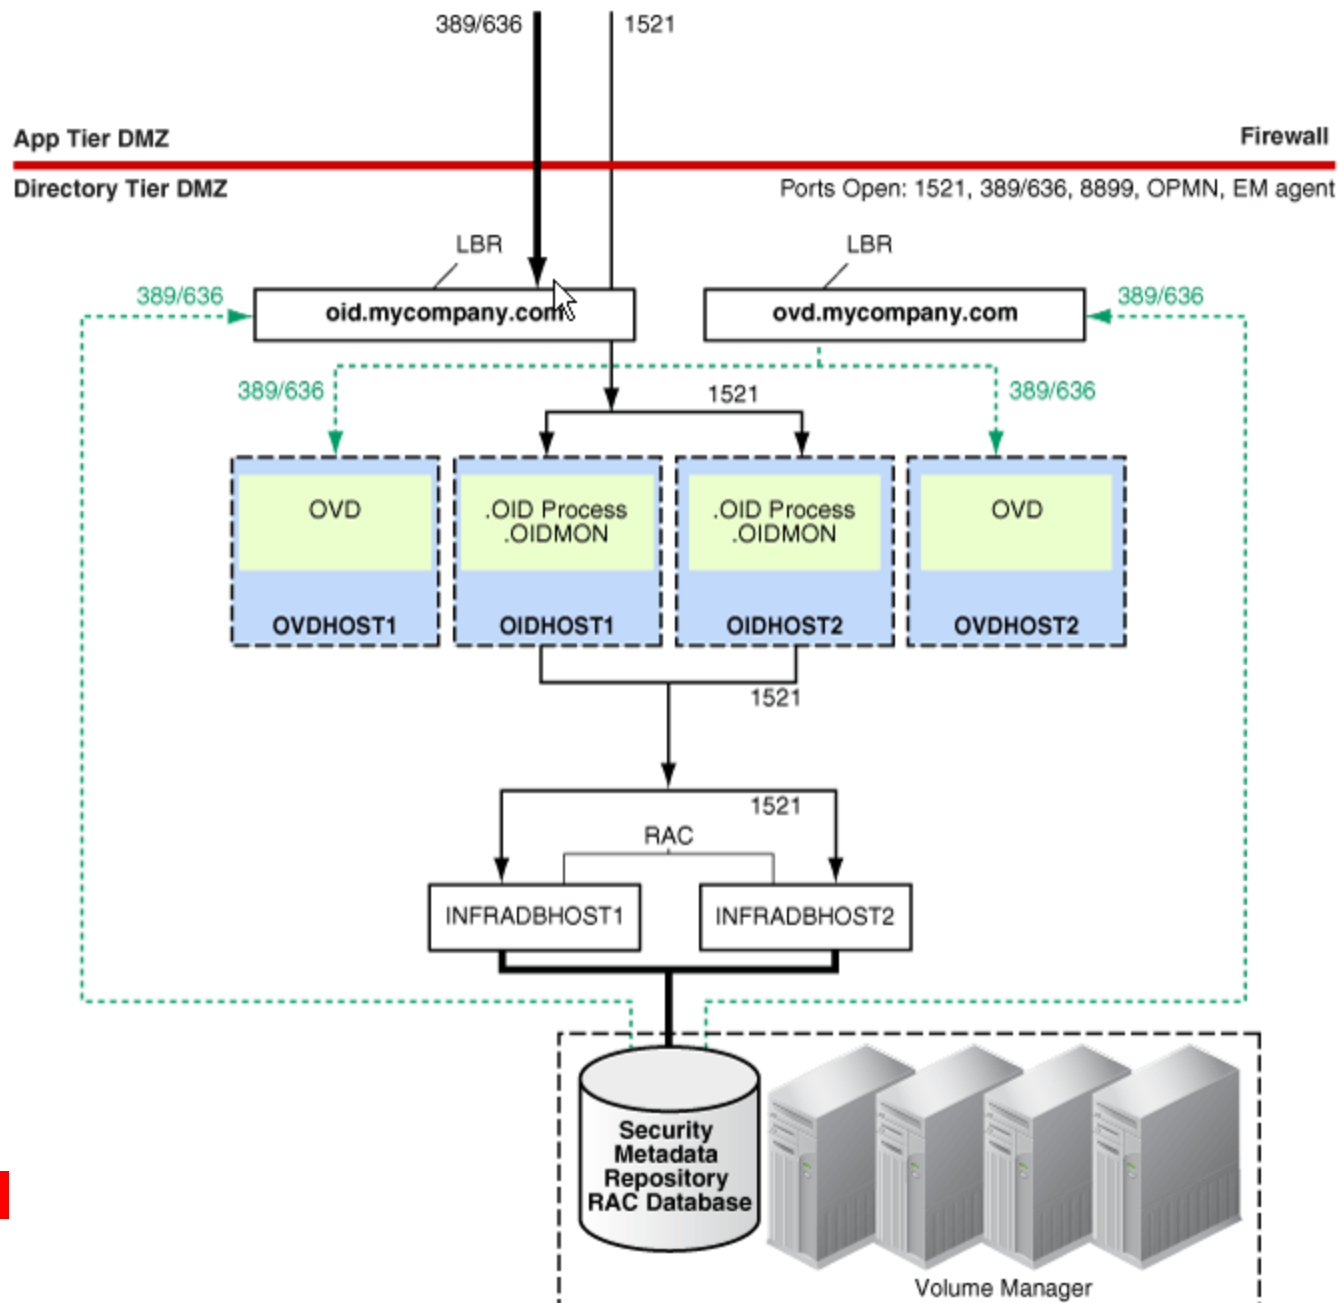 389/636
1521
App Tier DMZ
Firewall
Directory Tier DMZ
Ports Open: 1521, 389/636, 8899, OPMN, EM agent
LBR
LBR
389/636
oid.mycompany.com
ovd.mycompany.com
389/636
389/636
1521
389/636
OVD
.OID Process
.OIDMON
.OID Process
.OIDMON
OVD
OVDHOST1
OIDHOST1
OIDHOST2
OVDHOST2
1521
1521
RAC
INFRADBHOST1
INFRADBHOST2
Security
Metadata
Repository
RAC Database
Volume Manager